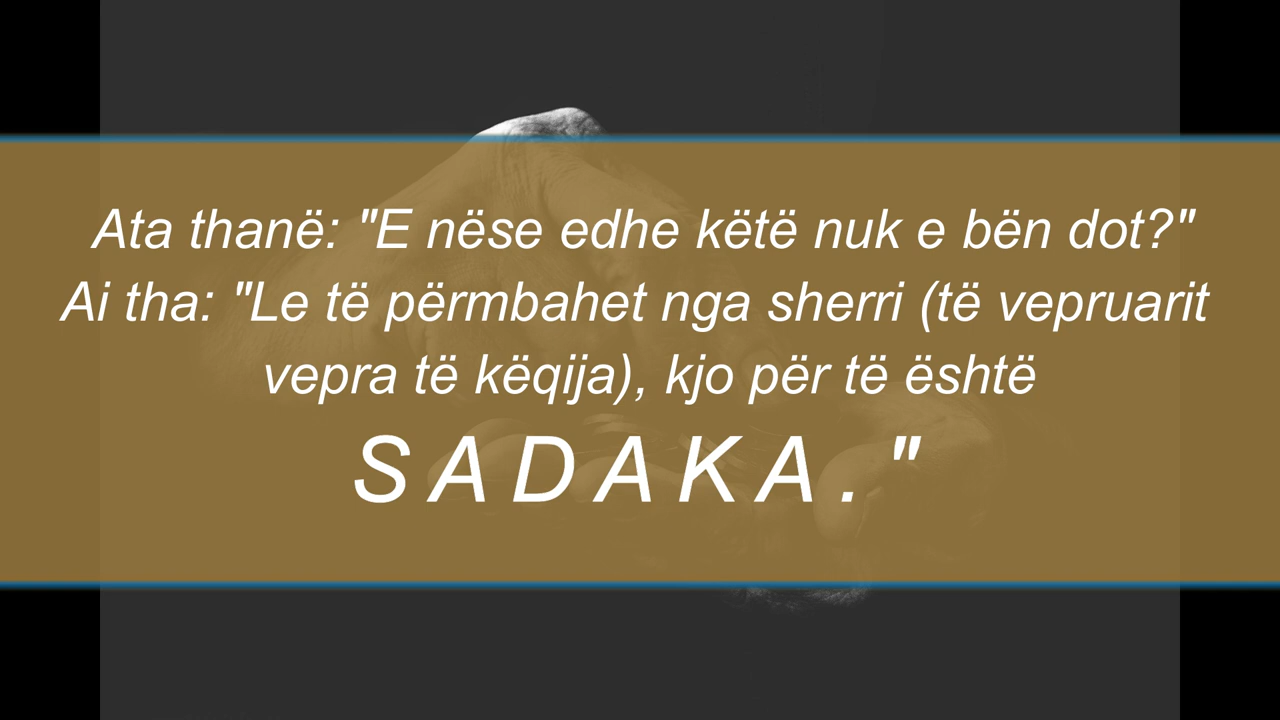 Ata thanë: "E nëse edhe këtë nuk e bën dot?"
Ai tha: "Le të përmbahet nga sherri (të vepruarit
vepra të këqija), kjo për të është
SADAKA."